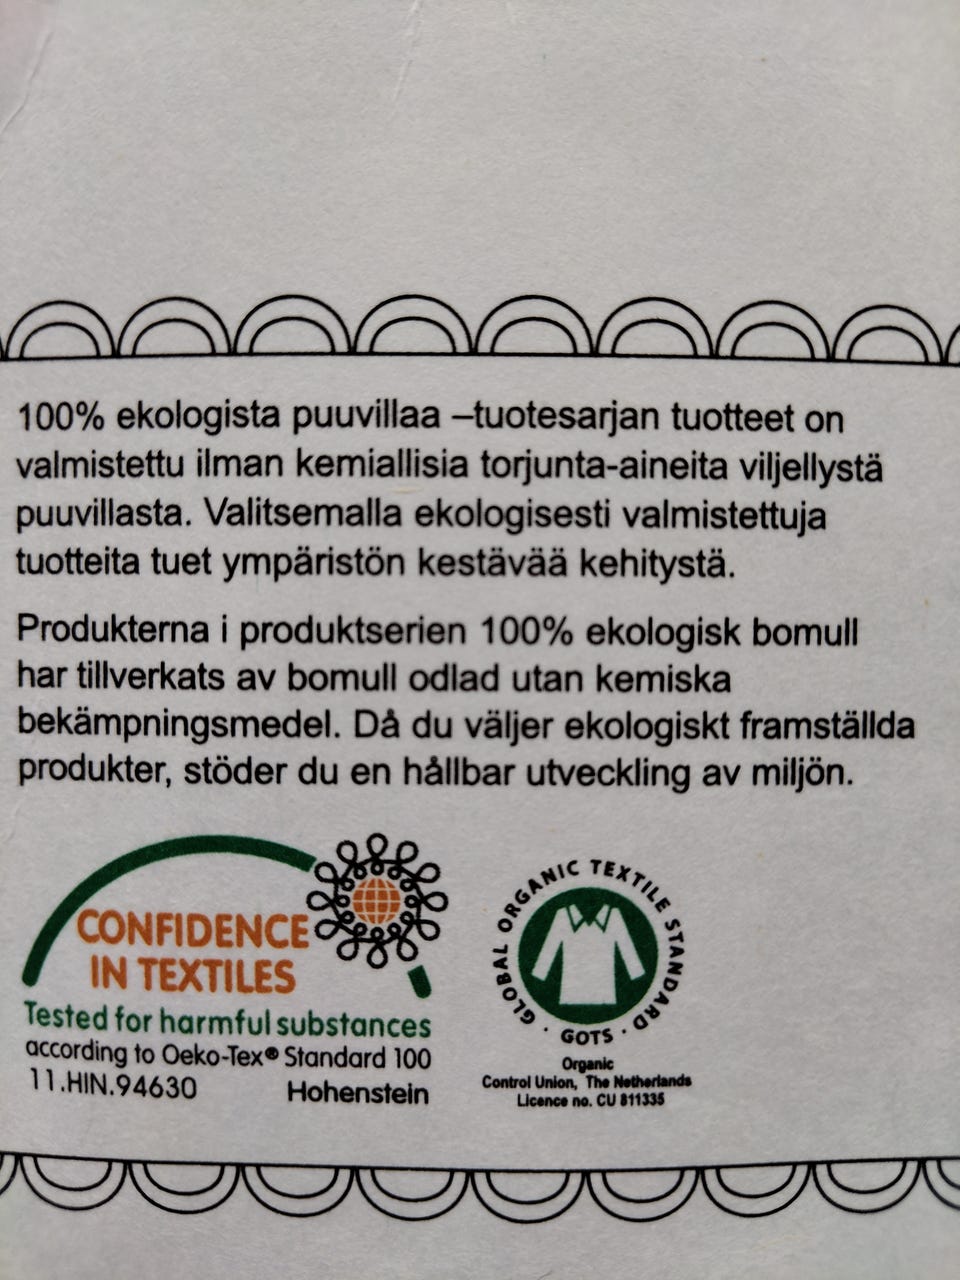 100% ekologista puuvillaa –tuotesarjan tuotteet on
valmistettu ilman kemiallisia torjunta-aineita viljellystä
puuvillasta. Valitsemalla ekologisesti valmistettuja
tuotteita tuet ympäristön kestävää kehitystä.
Produkterna i produktserien 100% ekologisk bomull
har tillverkats av bomull odlad utan kemiska
bekämpningsmedel. Då du väljer ekologiskt framställda
produkter, stöder du en hållbar utveckling av miljön.
CONFIDENCE
IN TEXTILES
Tested for harmful substances
according to Oeko-Tex® Standard 100
11.HIN.94630 Hohenstein
GLOBAL ORGANIC TEXTILE STANDARD
· GOTS ·
Organic
Control Union, The Netherlands
Licence no. CU 811335